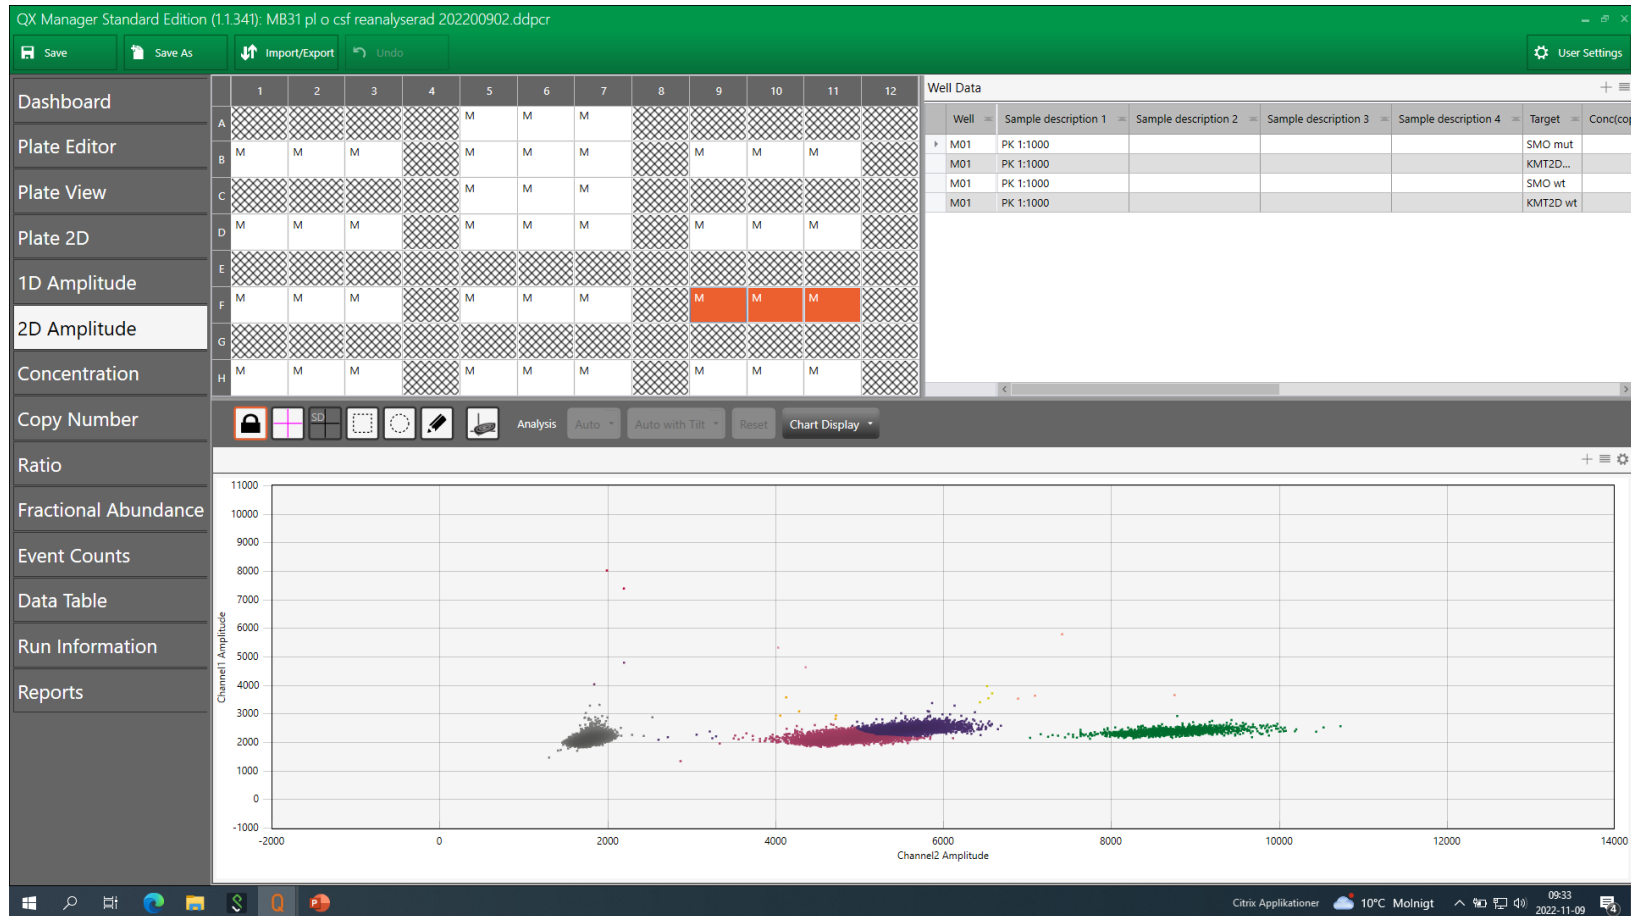 QX Manager Standard Edition (1.1.341): MB31 pl o csf reanalyserad 202200902.ddpcr
Save
Save As
Import/Export
Undo
User Settings
Dashboard
Plate Editor
Plate View
Plate 2D
1D Amplitude
2D Amplitude
Concentration
Copy Number
Ratio
Fractional Abundance
Event Counts
Data Table
Run Information
Reports
1 2 3 4 5 6 7 8 9 10 11 12
A M M M
B M M M M M M M M M
C M M M
D M M M M M M M M M
E
F M M M M M M M M M
G
H M M M M M M M M M
Well Data
Well Sample description 1 Sample description 2 Sample description 3 Sample description 4 Target Conc(cop
M01 PK 1:1000 SMO mut
M01 PK 1:1000 KMT2D...
M01 PK 1:1000 SMO wt
M01 PK 1:1000 KMT2D wt
SD
Analysis
Auto
Auto with Tilt
Reset
Chart Display
11000
10000
9000
8000
7000
6000
5000
4000
3000
2000
1000
0
-1000
Channel1 Amplitude
-2000 0 2000 4000 6000 8000 10000 12000 14000
Channel2 Amplitude
Citrix Applikationer
10°C Molnigt
09:33
2022-11-09
4